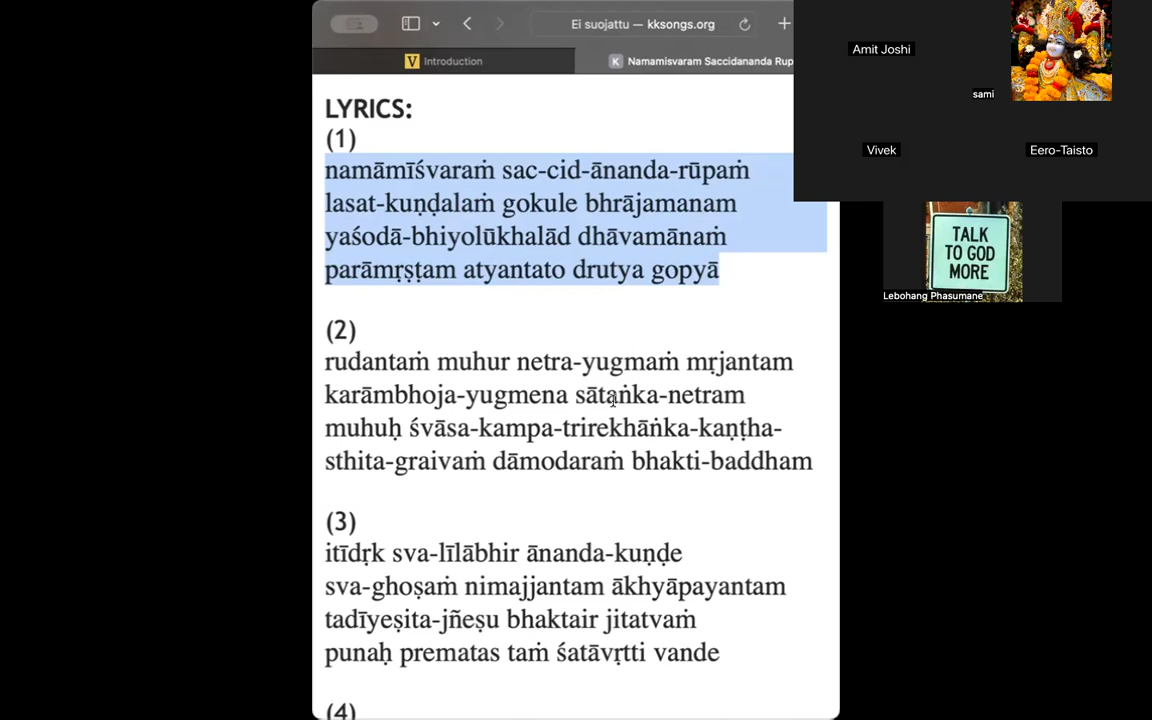 Ei suojattu — kksongs.org
V Introduction
K Namamisvaram Saccidananda Rup
LYRICS:
(1)
namāmīśvaraṁ sac-cid-ānanda-rūpaṁ
lasat-kuṇḍalaṁ gokule bhrājamanam
yaśodā-bhiyolūkhalād dhāvamānaṁ
parāmṛṣṭam atyantato drutya gopyā
(2)
rudantaṁ muhur netra-yugmaṁ mṛjantam
karāmbhoja-yugmena sātaṅka-netram
muhuḥ śvāsa-kampa-trirekhāṅka-kaṇṭha-
sthita-graivaṁ dāmodaraṁ bhakti-baddham
(3)
itīdṛk sva-līlābhir ānanda-kuṇḍe
sva-ghoṣaṁ nimajjantam ākhyāpayantam
tadīyeṣita-jñeṣu bhaktair jitatvaṁ
punaḥ prematas taṁ śatāvṛtti vande
(4)
Amit Joshi
sami
Vivek
Eero-Taisto
TALK
TO GOD
MORE
Lebohang Phasumane